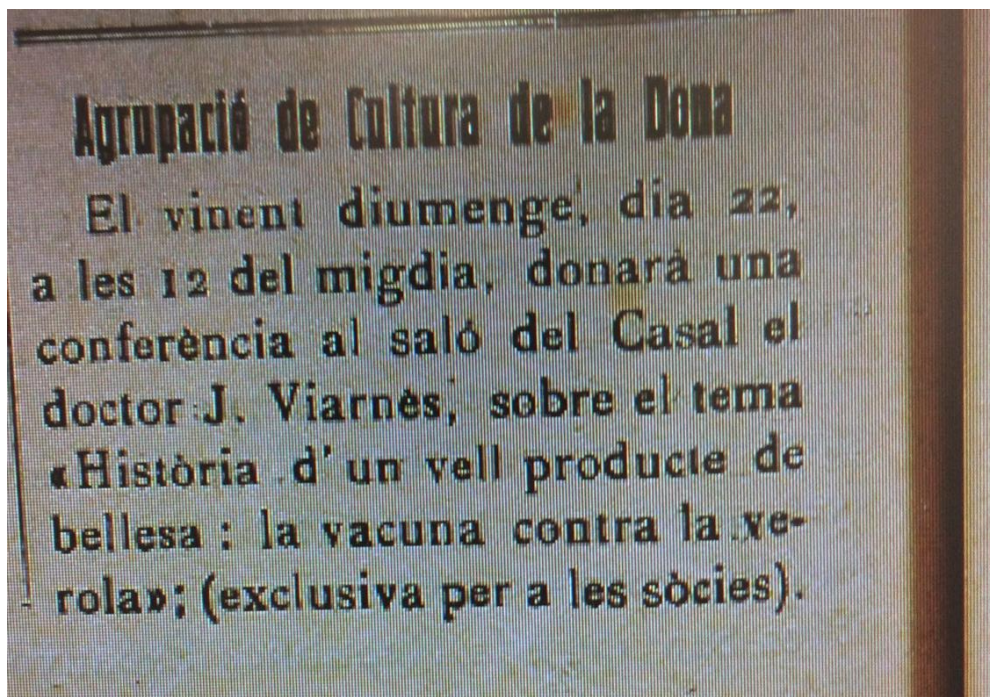 Agrupació de Cultura de la Dona
El vinent diumenge, dia 22,
a les 12 del migdia, donarà una
conferència al saló del Casal el
doctor J. Viarnès, sobre el tema
«Història d'un vell producte de
bellesa : la vacuna contra la ve-
rola»; (exclusiva per a les sòcies).